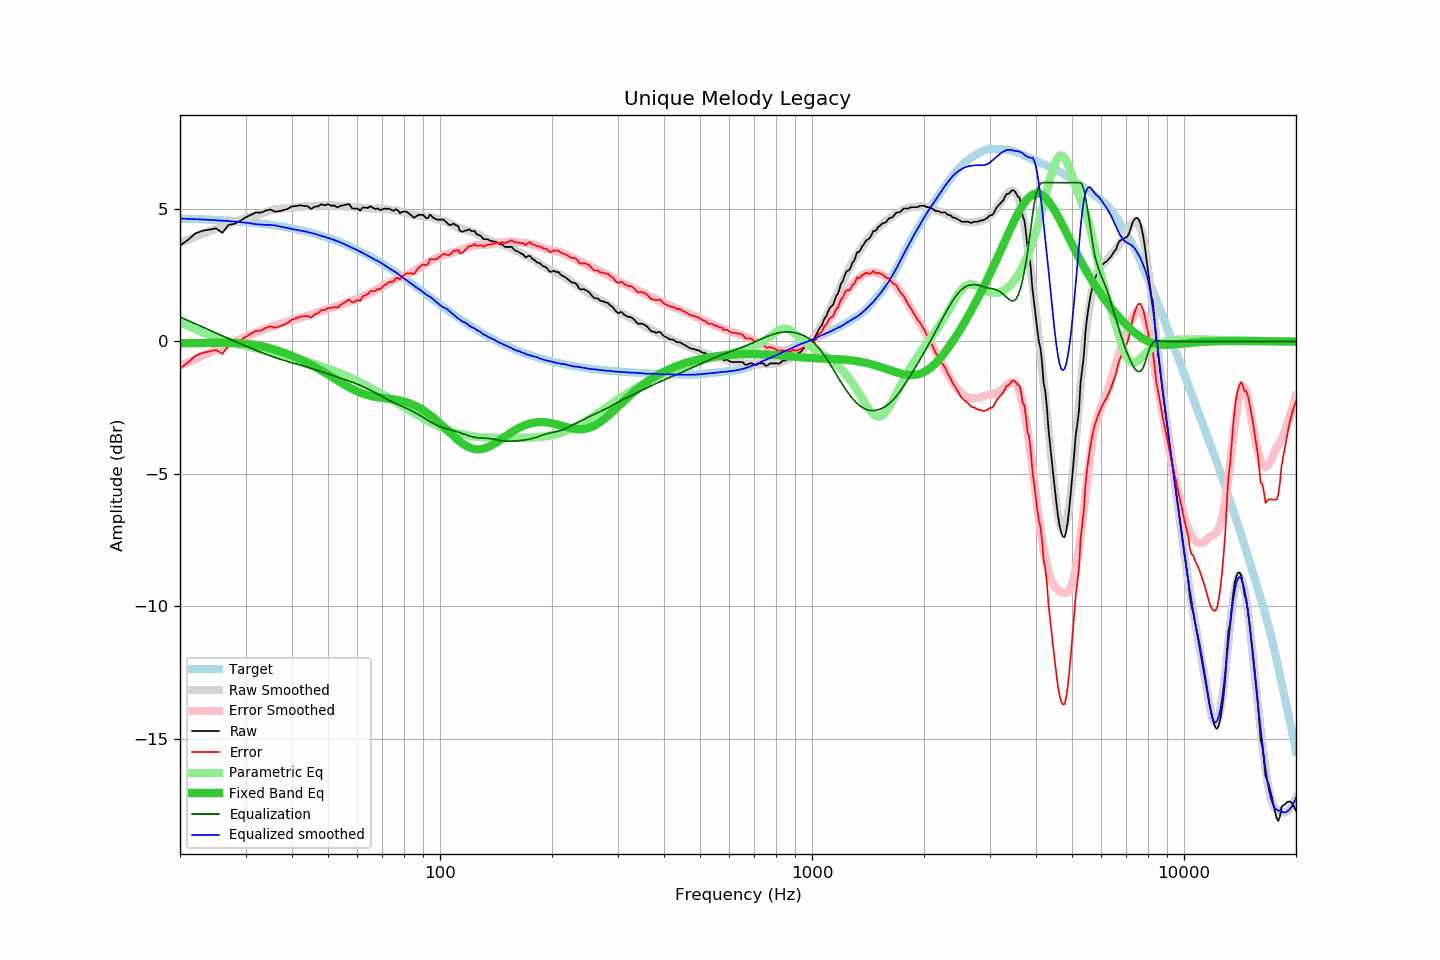 Unique Melody Legacy
Amplitude (dBr)
5
0
−5
−10
−15
Target
Raw Smoothed
Error Smoothed
Raw
Error
Parametric Eq
Fixed Band Eq
Equalization
Equalized smoothed
100
1000
10000
Frequency (Hz)